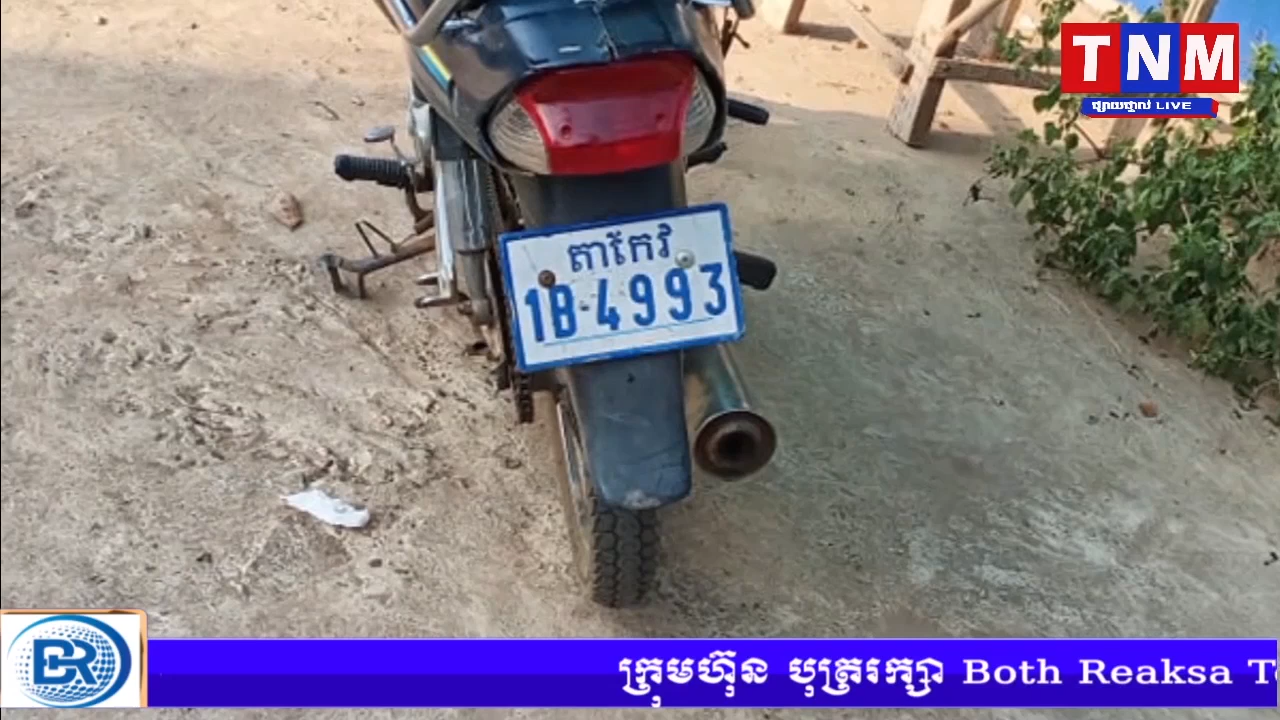 TNM
ផ្សាយផ្ទាល់ LIVE
តាកែវ
1B-4993
BR
ក្រុមហ៊ុន បុត្ររក្សា Both Reaksa